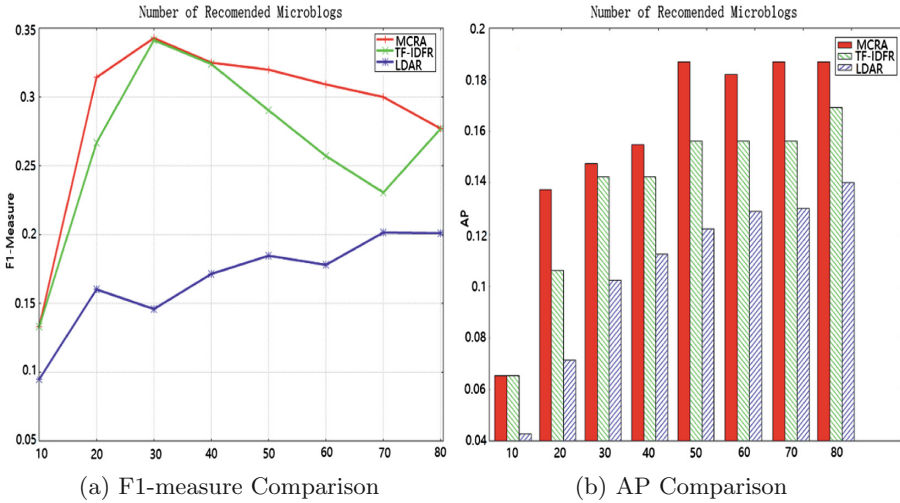 Number of Recomended Microblogs
0.35
0.3
0.25
0.2
0.15
0.1
0.05
F1-Measure
MCRA
TF-IDFR
LDAR
10 20 30 40 50 60 70 80
(a) F1-measure Comparison
Number of Recomended Microblogs
0.2
0.18
0.16
0.14
0.12
0.1
0.08
0.06
0.04
AP
MCRA
TF-IDFR
LDAR
10 20 30 40 50 60 70 80
(b) AP Comparison